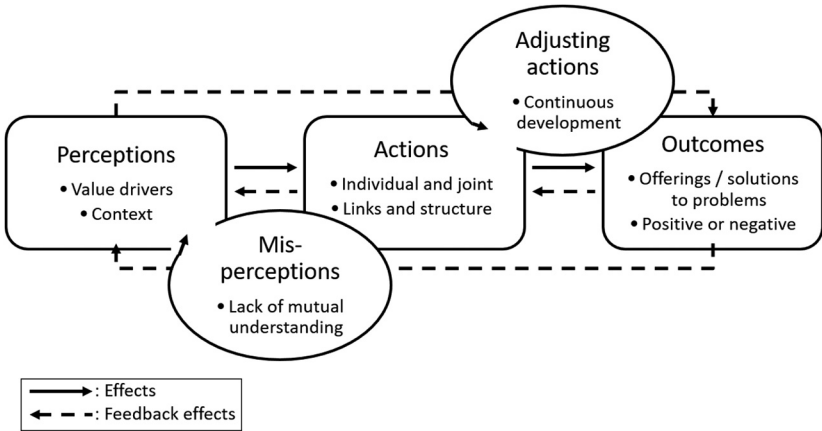 Adjusting
actions
• Continuous
development
Perceptions
• Value drivers
• Context
Actions
• Individual and joint
• Links and structure
Outcomes
• Offerings / solutions
to problems
• Positive or negative
Mis-
perceptions
• Lack of mutual
understanding
: Effects
: Feedback effects